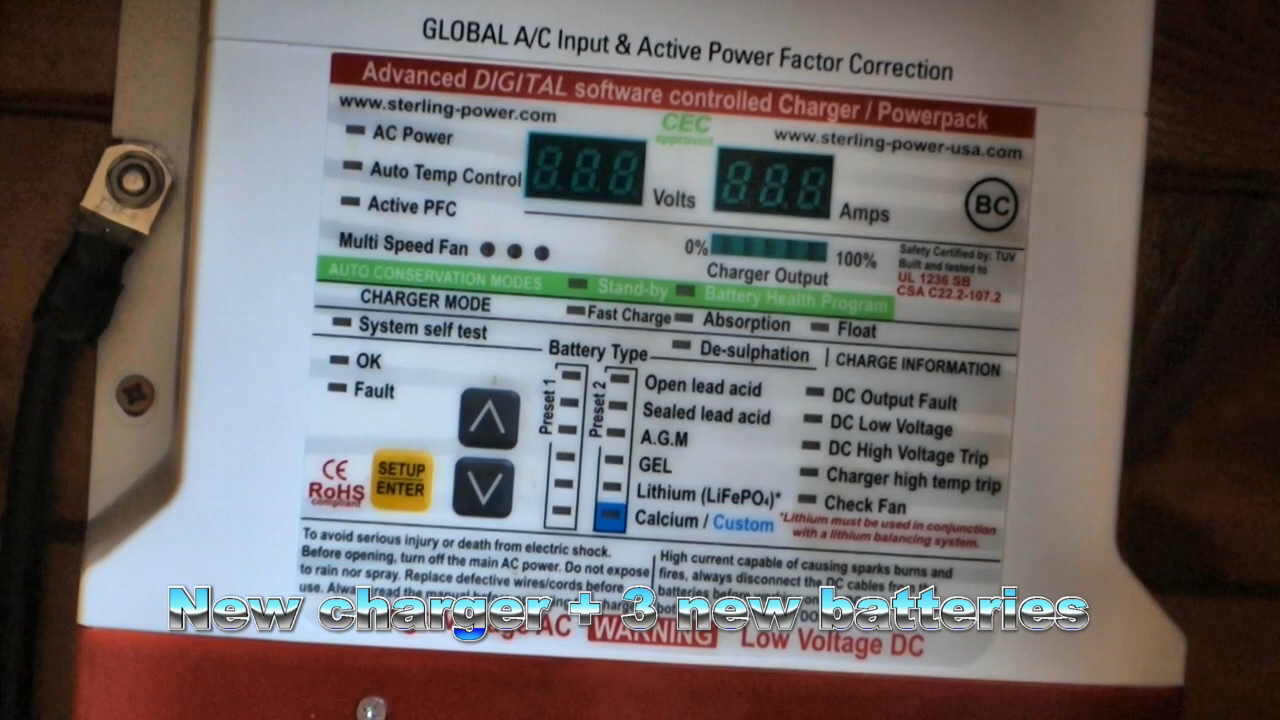 GLOBAL A/C Input & Active Power Factor Correction
Advanced DIGITAL software controlled Charger / Powerpack
www.sterling-power.com
CEC
approved
www.sterling-power-usa.com
AC Power
Auto Temp Control
Active PFC
Volts
Amps
BC
Multi Speed Fan
0%
100%
Charger Output
Safety Certified by: TUV
Built and tested to
UL 1236 SB
CSA C22.2-107.2
AUTO CONSERVATION MODES
Stand-by
Battery Health Program
CHARGER MODE
Fast Charge
Absorption
Float
System self test
Battery Type
De-sulphation
CHARGE INFORMATION
OK
Fault
Preset 1
Preset 2
Open lead acid
Sealed lead acid
A.G.M
GEL
Lithium (LiFePO₄)*
Calcium / Custom
DC Output Fault
DC Low Voltage
DC High Voltage Trip
Charger high temp trip
Check Fan
*Lithium must be used in conjunction
with a lithium balancing system.
CE
RoHS
compliant
SETUP
ENTER
To avoid serious injury or death from electric shock.
Before opening, turn off the main AC power. Do not expose
to rain nor spray. Replace defective wires/cords before
use.
High current capable of causing sparks burns and
fires, always disconnect the DC cables
batteries before
New charger + 3 new batteries
AC
WARNING
Low Voltage DC